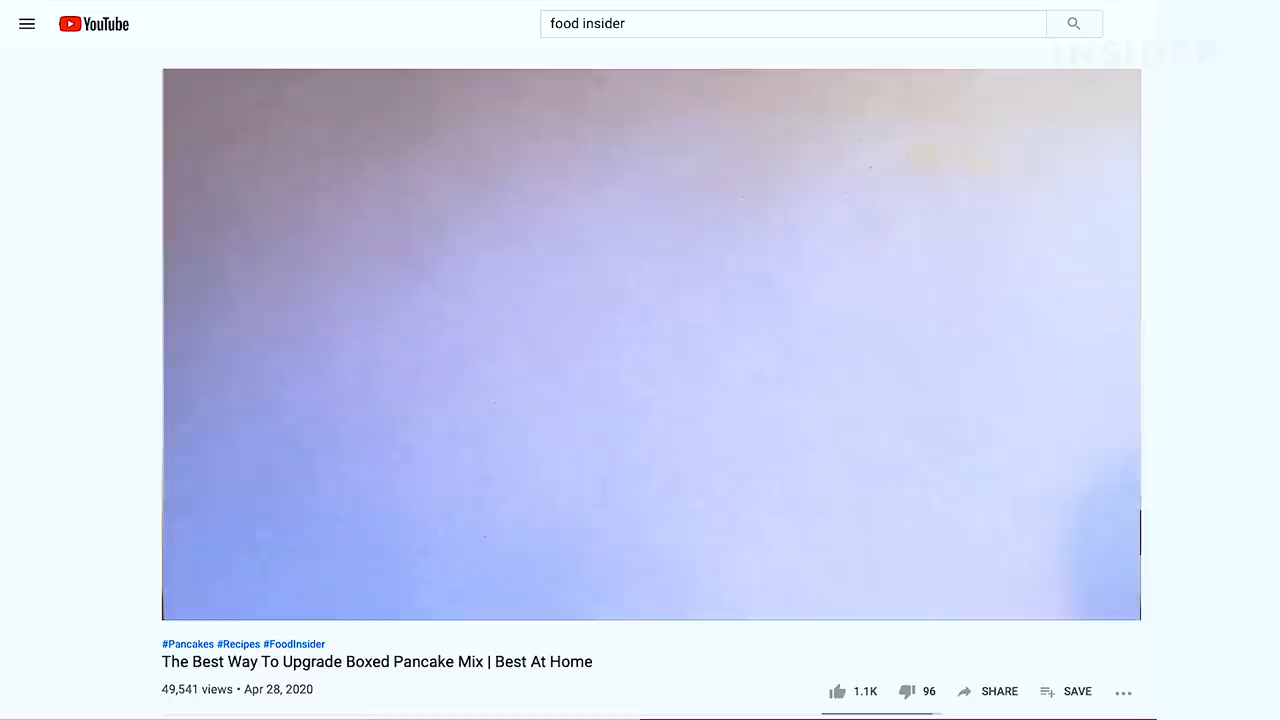 YouTube
food insider
INSIDER
#Pancakes #Recipes #FoodInsider
The Best Way To Upgrade Boxed Pancake Mix | Best At Home
49,541 views • Apr 28, 2020
1.1K 96 SHARE SAVE